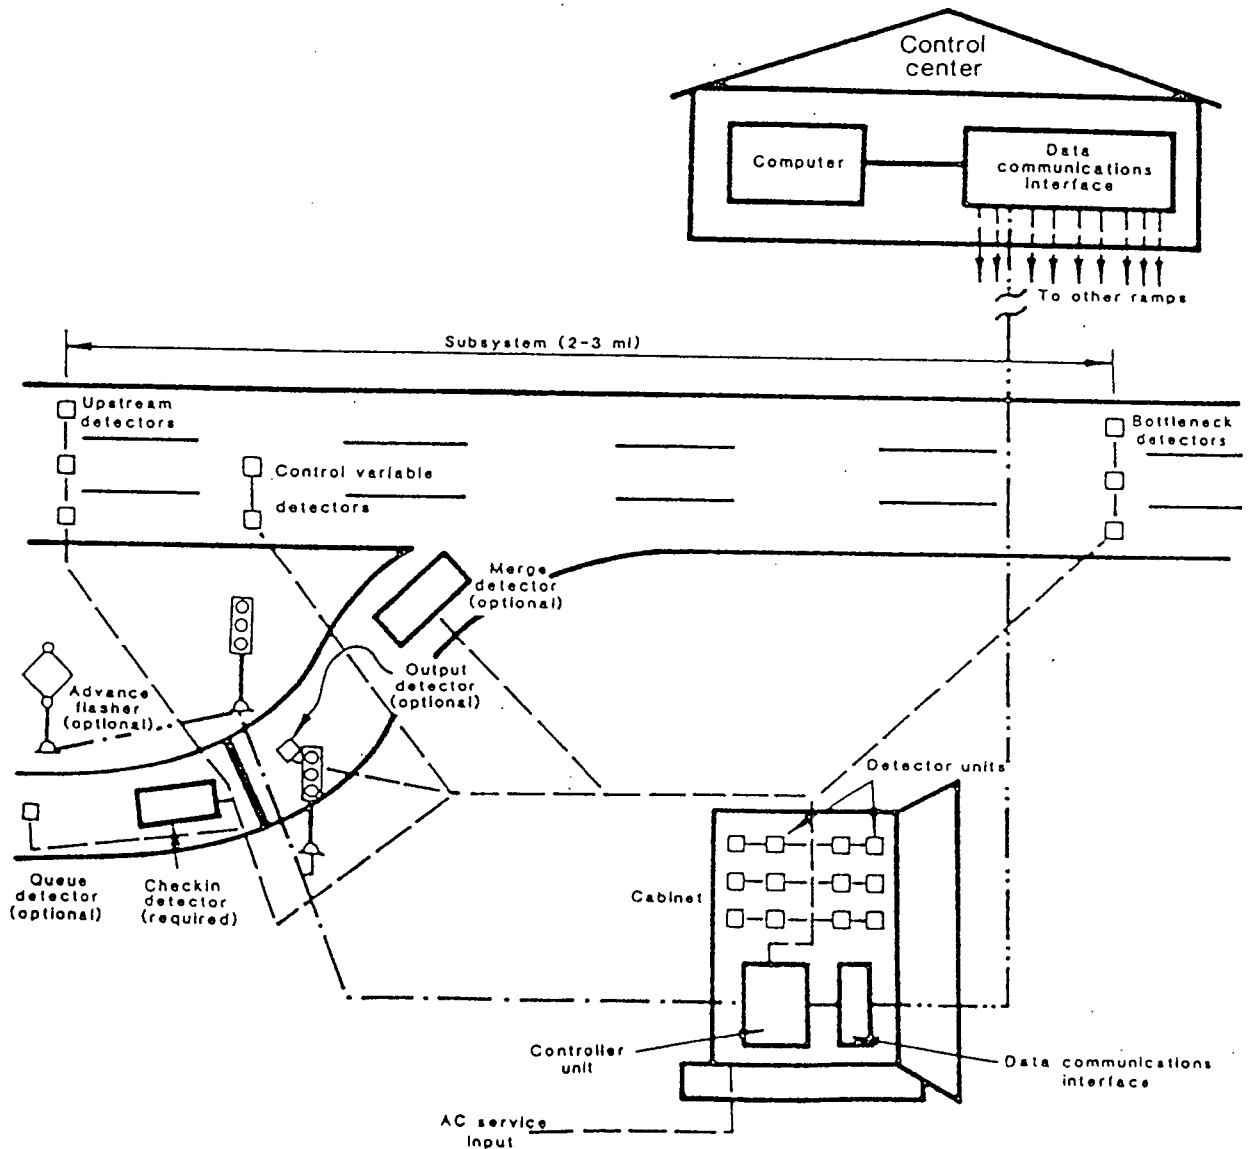 Control
center
Computer
Data
communications
Interface
To other ramps
Subsystem (2-3 mi)
Upstream
detectors
Bottleneck
detectors
Control variable
detectors
Merge
detector
(optional)
Output
detector
(optional)
Advance
flasher
(optional)
Detector units
Queue
detector
(optional)
Checkin
detector
(required)
Cabinet
Controller
unit
Data communications
interface
AC service
Input